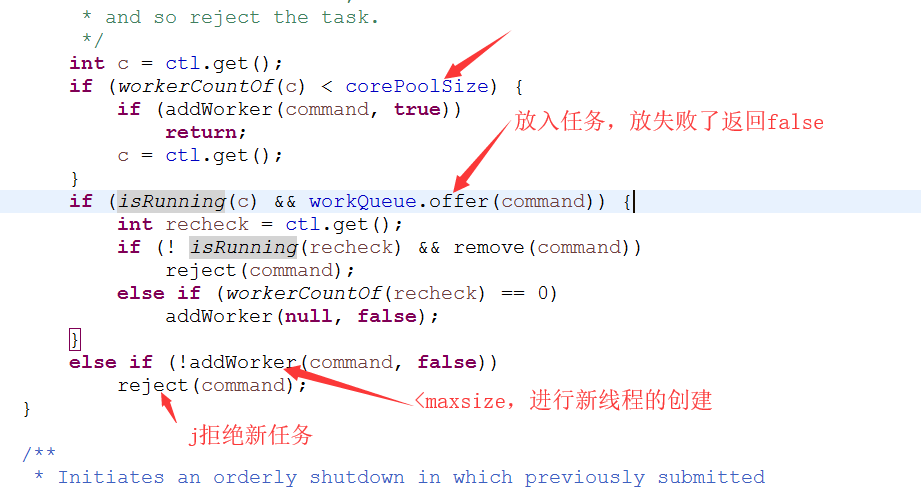 * and so reject the task.
*/
int c = ctl.get();
if (workerCountOf(c) < corePoolSize) {
if (addWorker(command, true))
return;
c = ctl.get();
}
放入任务，放失败了返回false
if (isRunning(c) && workQueue.offer(command)) {
int recheck = ctl.get();
if (! isRunning(recheck) && remove(command))
reject(command);
else if (workerCountOf(recheck) == 0)
addWorker(null, false);
}
else if (!addWorker(command, false))
reject(command);
<maxsize，进行新线程的创建
}
j拒绝新任务
/**
* Initiates an orderly shutdown in which previously submitted